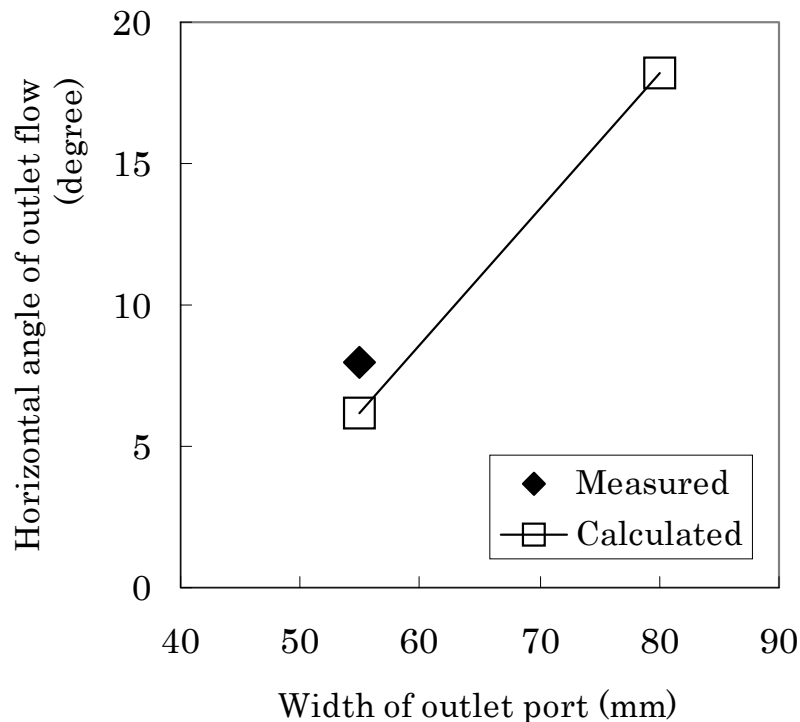 Horizontal angle of outlet flow
(degree)
20
15
10
5
0
40
50
60
70
80
90
Width of outlet port (mm)
Measured
Calculated